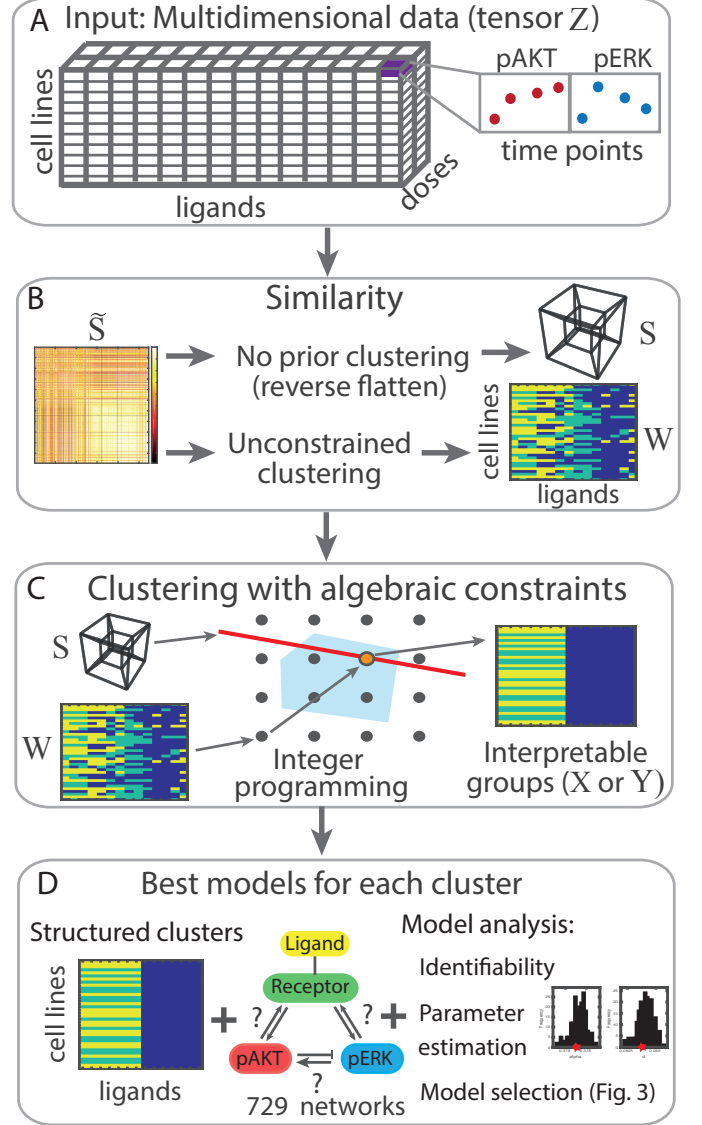 A Input: Multidimensional data (tensor Z)
pAKT pERK
cell lines
time points
doses
ligands
B Similarity
S̃
No prior clustering
(reverse flatten)
S
cell lines
Unconstrained
clustering
W
ligands
C Clustering with algebraic constraints
S
W
Integer
programming
Interpretable
groups (X or Y)
D Best models for each cluster
Structured clusters
cell lines
ligands
+
Ligand
Receptor
? ?
pAKT pERK
?
729 networks
+
Model analysis:
Identifiability
Parameter
estimation
Model selection (Fig. 3)